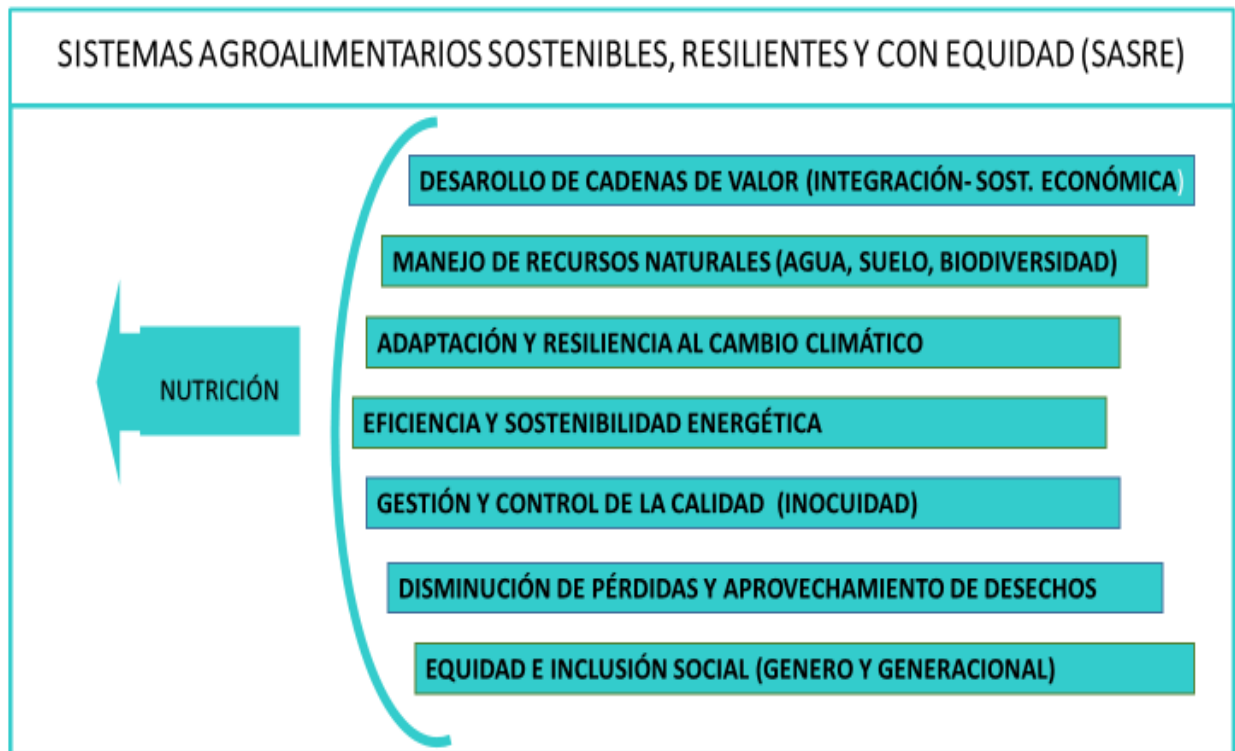 SISTEMAS AGROALIMENTARIOS SOSTENIBLES, RESILIENTES Y CON EQUIDAD (SASRE)
DESAROLLO DE CADENAS DE VALOR (INTEGRACIÓN- SOST. ECONÓMICA)
MANEJO DE RECURSOS NATURALES (AGUA, SUELO, BIODIVERSIDAD)
ADAPTACIÓN Y RESILIENCIA AL CAMBIO CLIMÁTICO
NUTRICIÓN
EFICIENCIA Y SOSTENIBILIDAD ENERGÉTICA
GESTIÓN Y CONTROL DE LA CALIDAD (INOCUIDAD)
DISMINUCIÓN DE PÉRDIDAS Y APROVECHAMIENTO DE DESECHOS
EQUIDAD E INCLUSIÓN SOCIAL (GENERO Y GENERACIONAL)